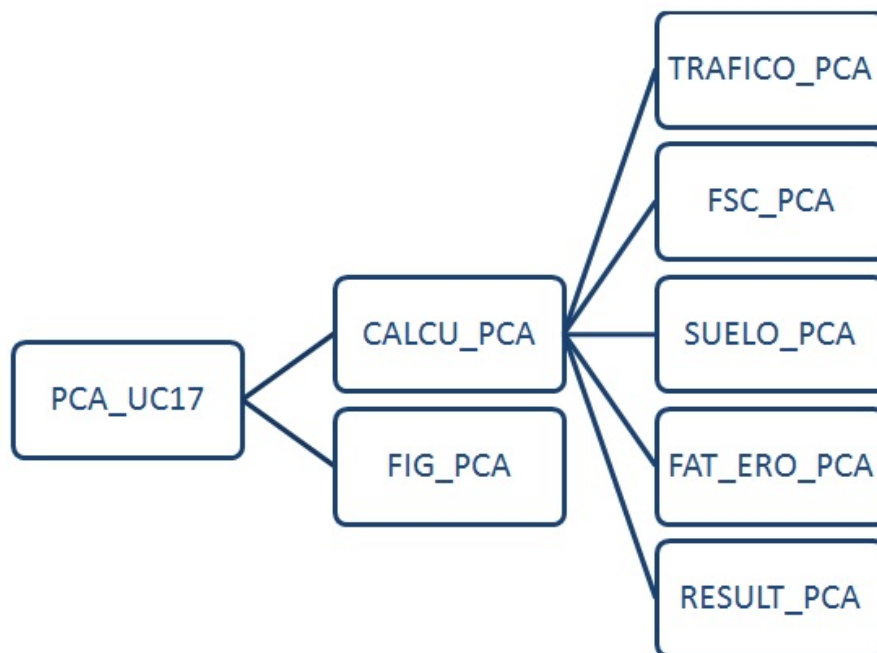 PCA_UC17
CALCU_PCA
FIG_PCA
TRAFICO_PCA
FSC_PCA
SUELO_PCA
FAT_ERO_PCA
RESULT_PCA